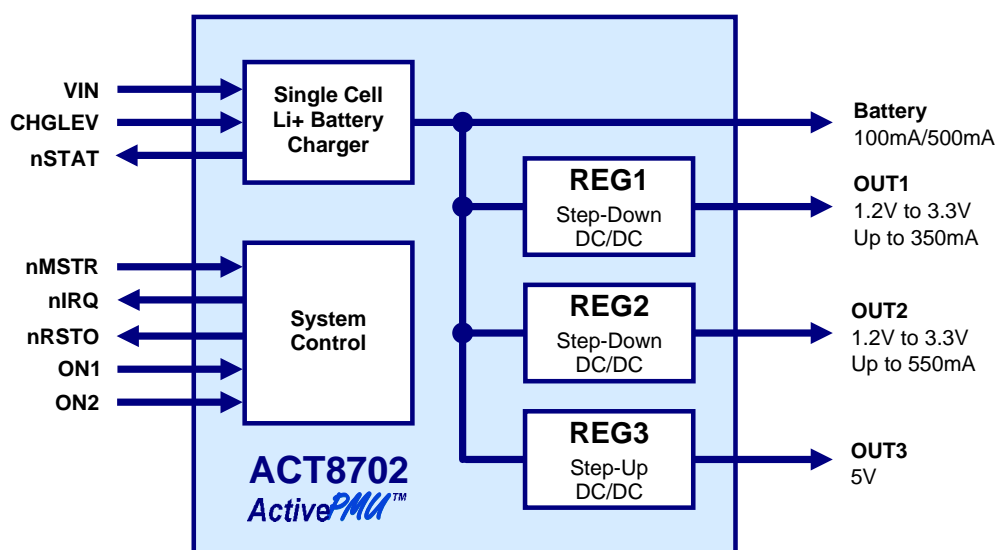 VIN
CHGLEV
nSTAT
Single Cell
Li+ Battery
Charger
Battery
100mA/500mA
REG1
Step-Down
DC/DC
OUT1
1.2V to 3.3V
Up to 350mA
nMSTR
nIRQ
nRSTO
ON1
ON2
System
Control
REG2
Step-Down
DC/DC
OUT2
1.2V to 3.3V
Up to 550mA
REG3
Step-Up
DC/DC
OUT3
5V
ACT8702
ActivePMU™